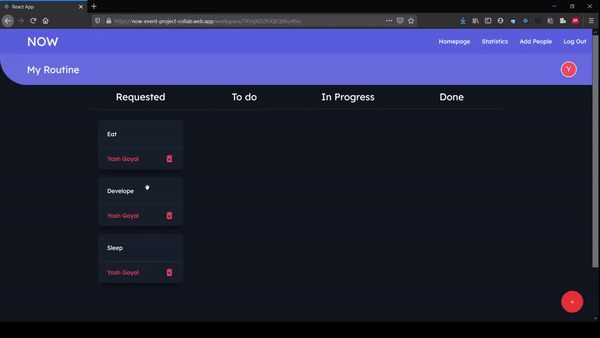 React App
https://now-event-project-collab.web.app/workspace/
NOW
Homepage
Statistics
Add People
Log Out
My Routine
Y
Requested
To do
In Progress
Done
Eat
Yash Goyal
Develope
Yash Goyal
Sleep
Yash Goyal
+